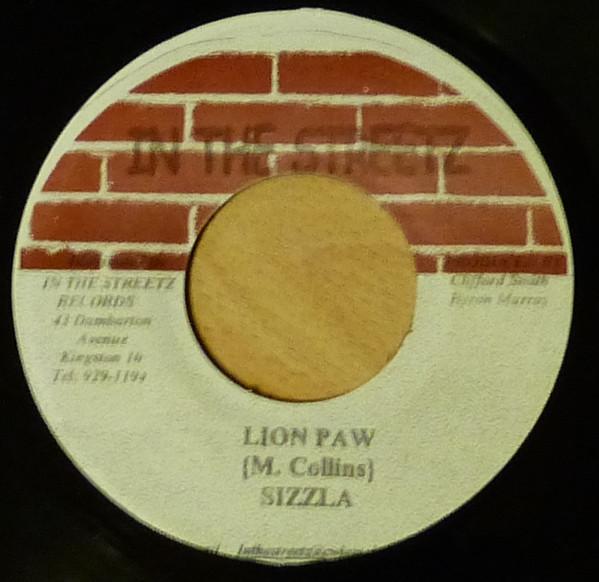 IN THE STREETZ
IN THE STREETZ
RECORDS
43 Dumbarton
Avenue
Kingston 10
Tel: 929-1194
Clifford Smith
Byron Murray
LION PAW
(M. Collins)
SIZZLA